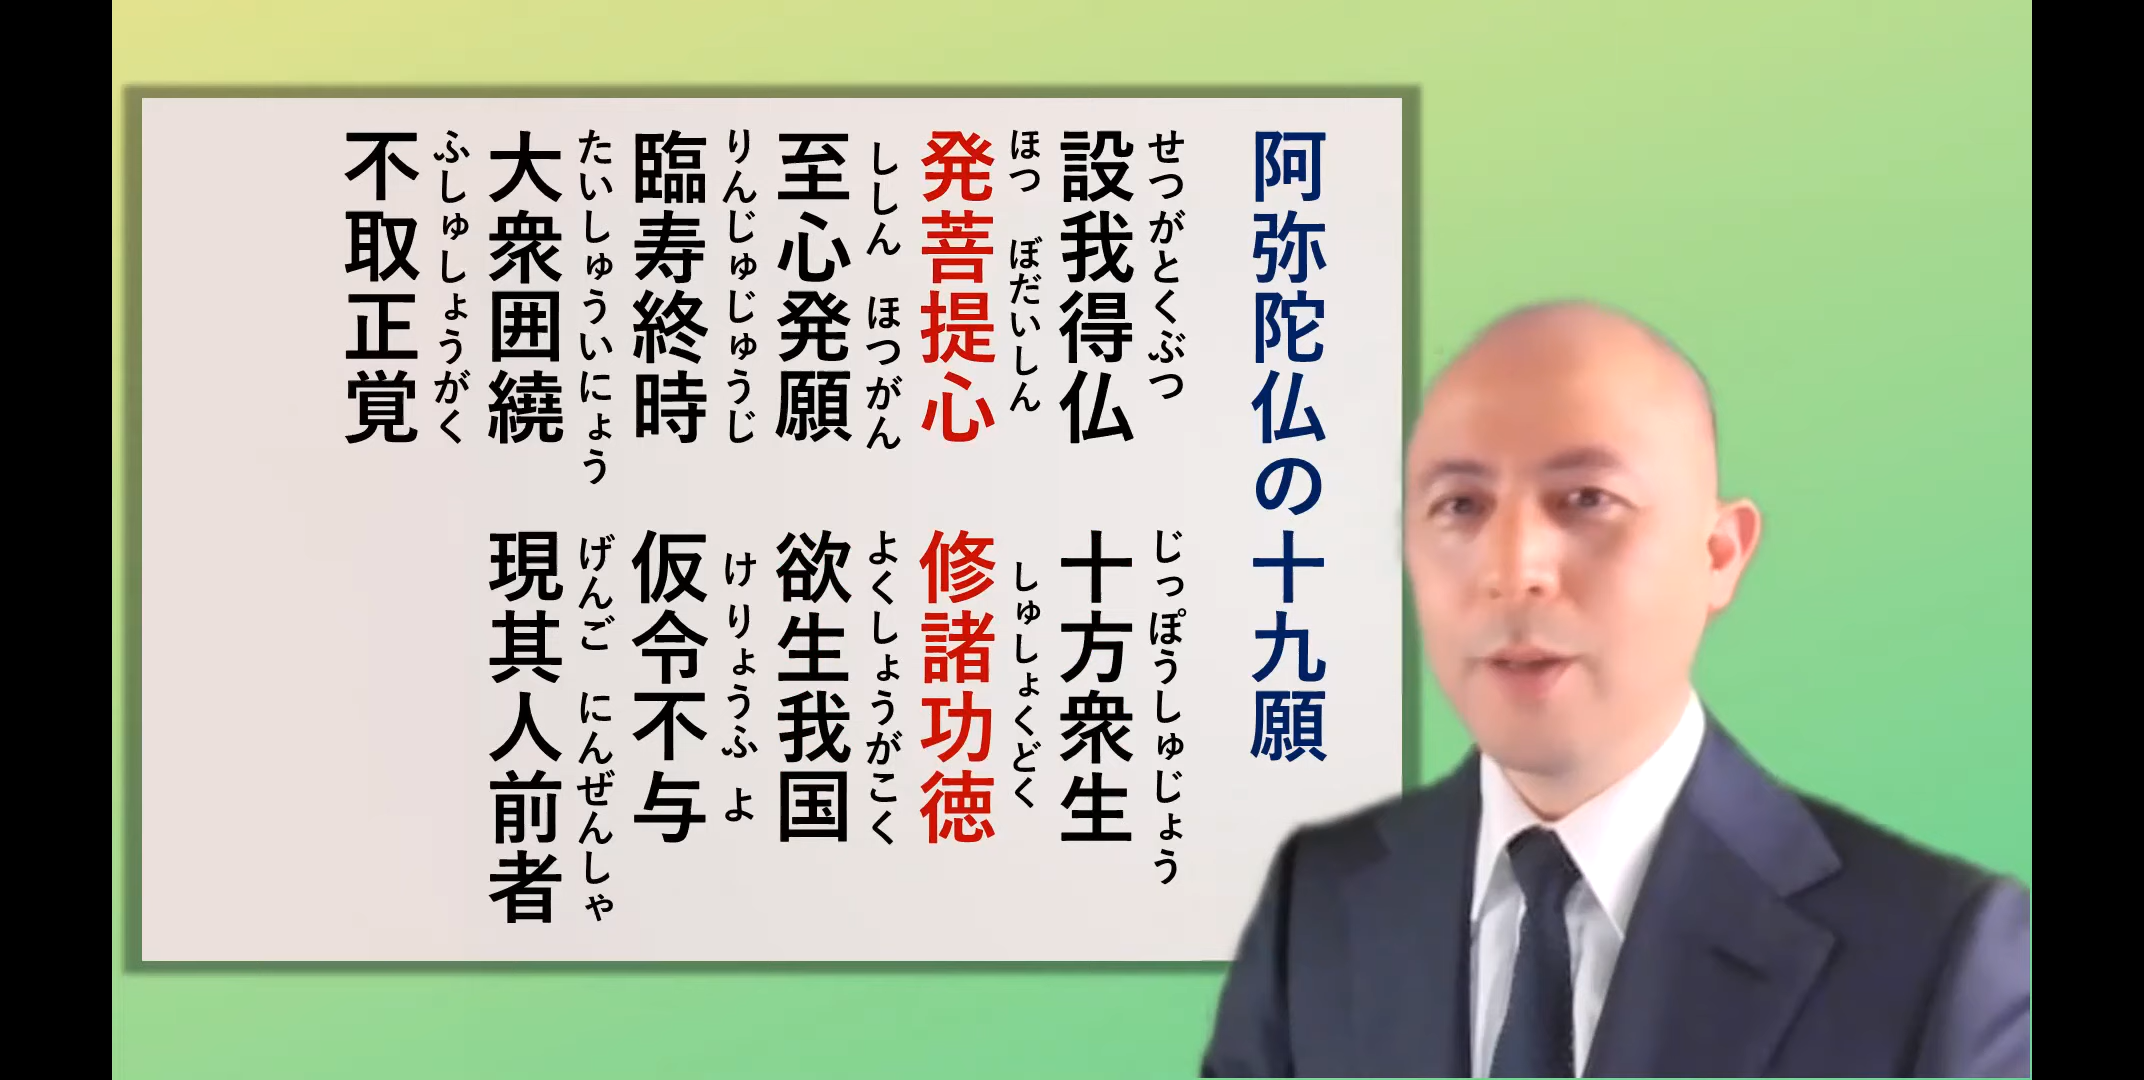 阿弥陀仏の十九願
せつがとくぶつ じっぽうしゅじょう
設我得仏 十方衆生
ほつ ぼだいしん しゅしょくどく
発菩提心 修諸功徳
ししん ほつがん よくしょうがこく
至心発願 欲生我国
りんじゅじゅうじ けりょうふ よ
臨寿終時 仮令不与
たいしゅういにょう げんご にんぜんしゃ
大衆囲繞 現其人前者
ふしゅしょうがく
不取正覚